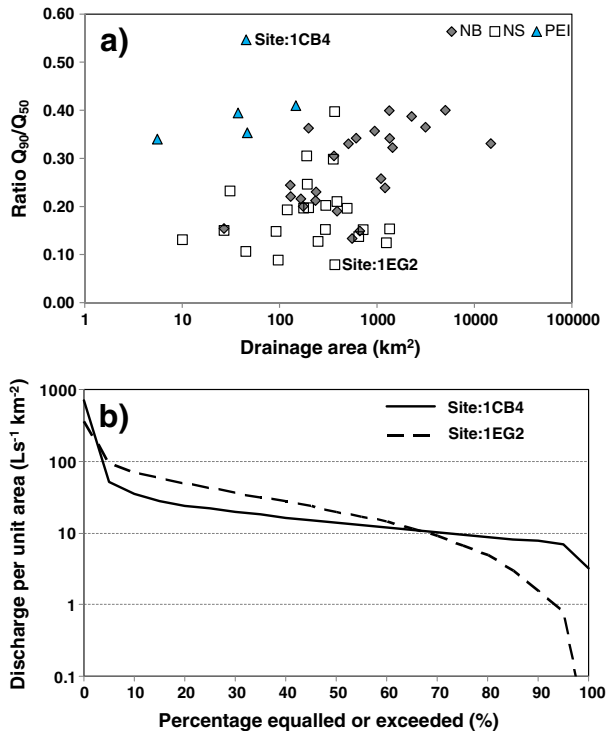 a)
Site:1CB4
NB NS PEI
Ratio Q90/Q50
0.60
0.50
0.40
0.30
0.20
0.10
0.00
Site:1EG2
1 10 100 1000 10000 100000
Drainage area (km²)
b)
Site:1CB4
Site:1EG2
Discharge per unit area (Ls⁻¹ km⁻²)
1000
100
10
1
0.1
0 10 20 30 40 50 60 70 80 90 100
Percentage equalled or exceeded (%)